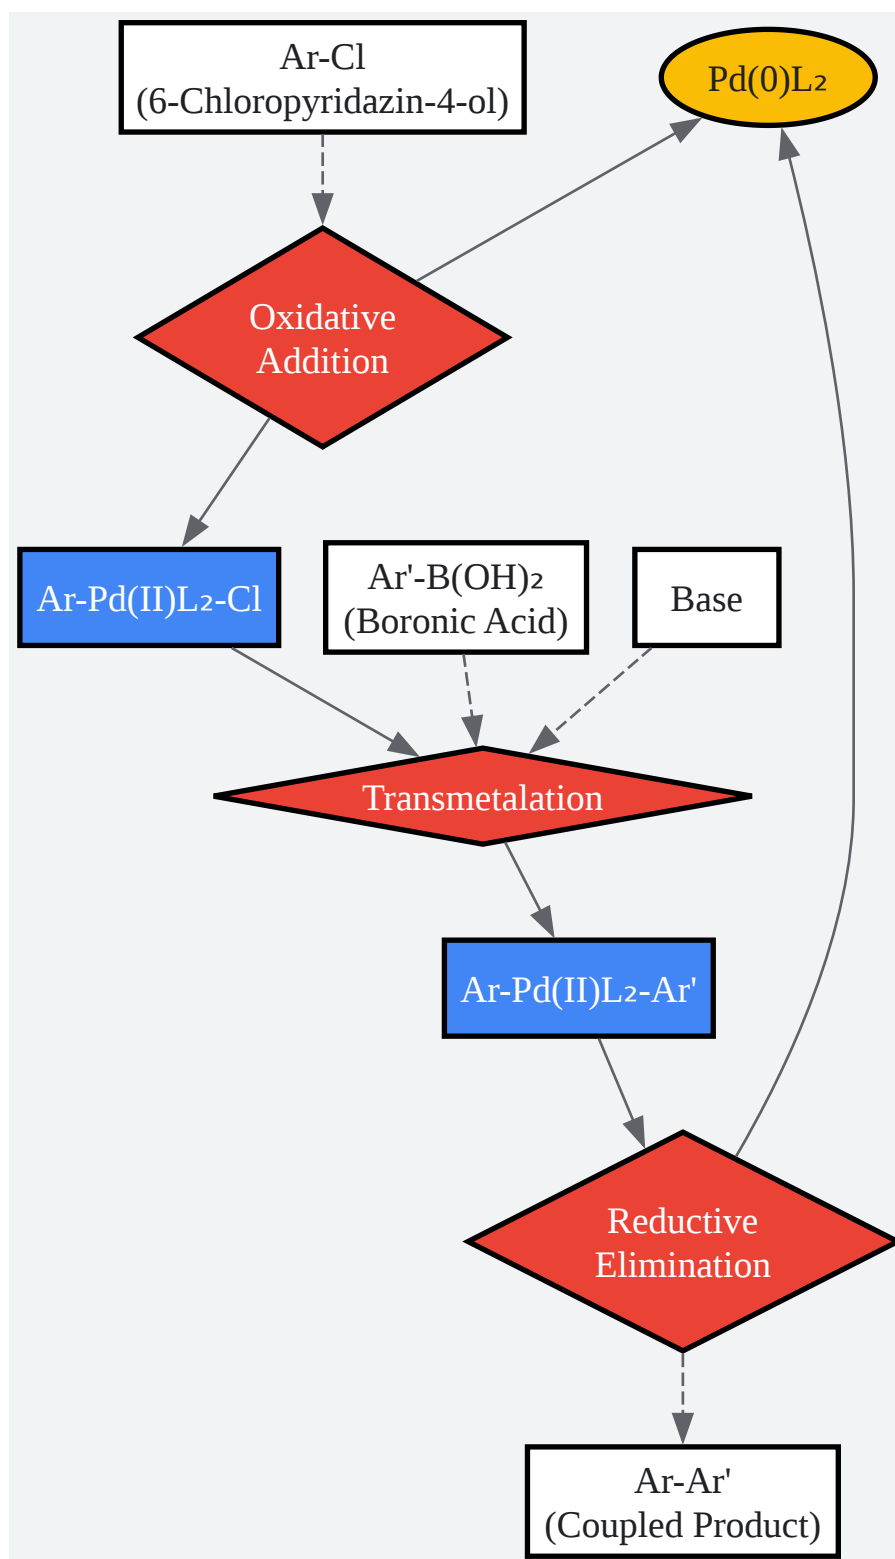 Ar-Cl
(6-Chloropyridazin-4-ol)
Pd(0)L₂
Oxidative
Addition
Ar-Pd(II)L₂-Cl
Ar'-B(OH)₂
(Boronic Acid)
Base
Transmetalation
Ar-Pd(II)L₂-Ar'
Reductive
Elimination
Ar-Ar'
(Coupled Product)